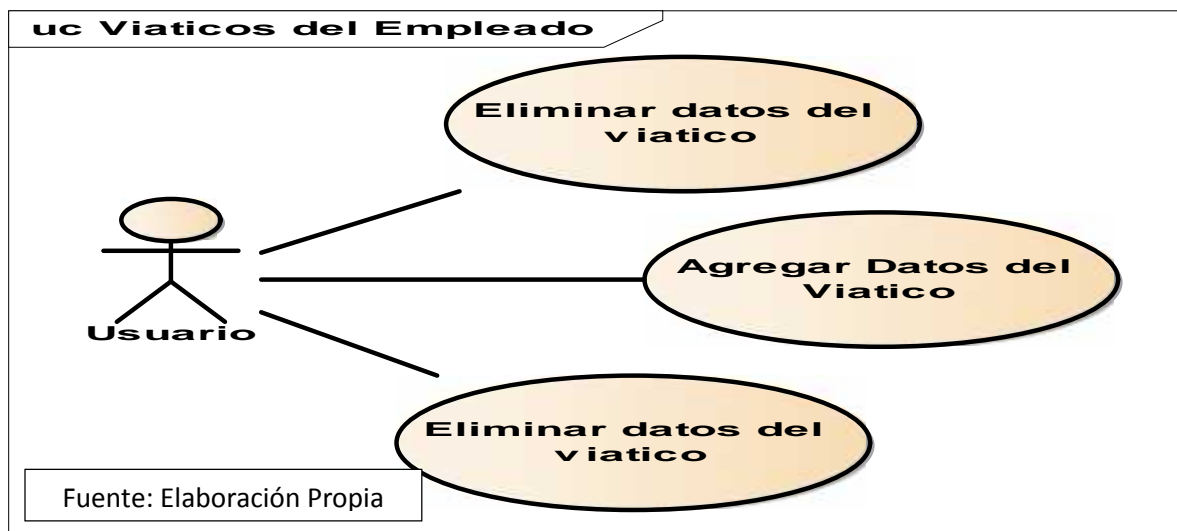 uc Viaticos del Empleado
Eliminar datos del
viatico
Agregar Datos del
Viatico
Usuario
Eliminar datos del
viatico
Fuente: Elaboración Propia